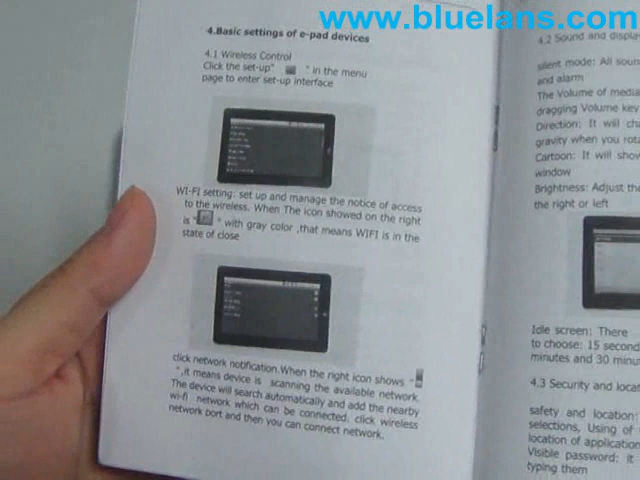 www.bluelans.com
4.Basic settings of e-pad devices
4.1 Wireless Control
Click the set-up" " in the menu
page to enter set-up interface
WI-FI setting: set up and manage the notice of access
to the wireless. When The icon showed on the right
is " " with gray color ,that means WIFI is in the
state of close
click network notification.When the right icon shows "
",it means device is scanning the available network.
The device will search automatically and add the nearby
wi-fi network which can be connected, click wireless
network port and then you can connect network.
4.2 Sound and display
silent mode: All soun
and alarm
The Volume of media
dragging Volume key
Direction: It will cha
gravity when you rota
Cartoon: It will show
window
Brightness: Adjust the
the right or left
Idle screen: There
to choose: 15 second
minutes and 30 minut
4.3 Security and locat
safety and location:
selections, Using of
location of application
Visible password: it
typing them
www.bluelans.com